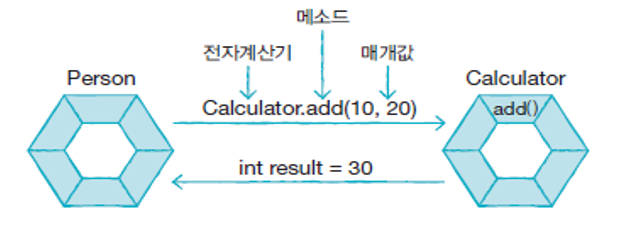 메소드
전자계산기 매개값
Person Calculator
Calculator.add(10, 20) add()
int result = 30